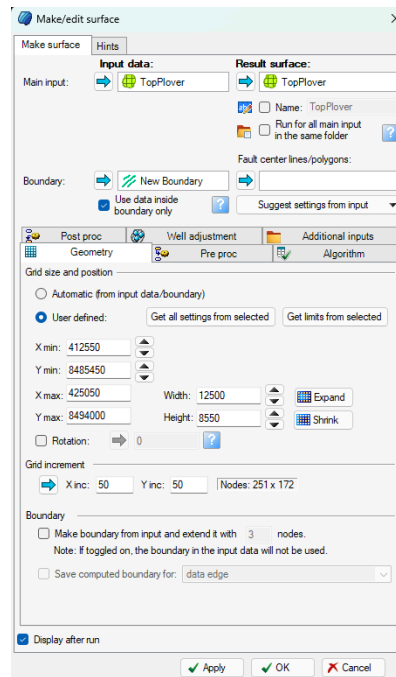 Make/edit surface
Make surface Hints
Input data: Result surface:
Main input: TopPlover TopPlover
Name: TopPlover
Run for all main input
in the same folder
Fault center lines/polygons:
Boundary: New Boundary
Use data inside
boundary only
Suggest settings from input
Post proc Well adjustment Additional inputs
Geometry Pre proc Algorithm
Grid size and position
Automatic (from input data/boundary)
User defined: Get all settings from selected Get limits from selected
X min: 412550
Y min: 8485450
X max: 425050 Width: 12500 Expand
Y max: 8494000 Height: 8550 Shrink
Rotation: 0 ?
Grid increment
X inc: 50 Y inc: 50 Nodes: 251 x 172
Boundary
Make boundary from input and extend it with 3 nodes.
Note: If toggled on, the boundary in the input data will not be used.
Save computed boundary for: data edge
Display after run
Apply OK Cancel